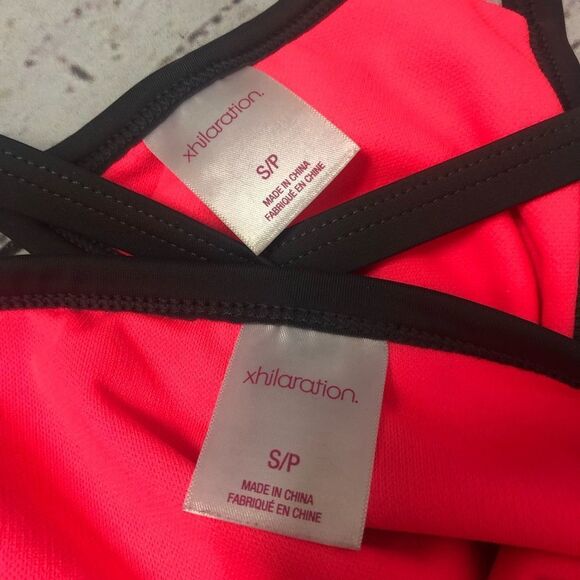 xhilaration.
S/P
MADE IN CHINA
FABRIQUÉ EN CHINE
xhilaration.
S/P
MADE IN CHINA
FABRIQUÉ EN CHINE